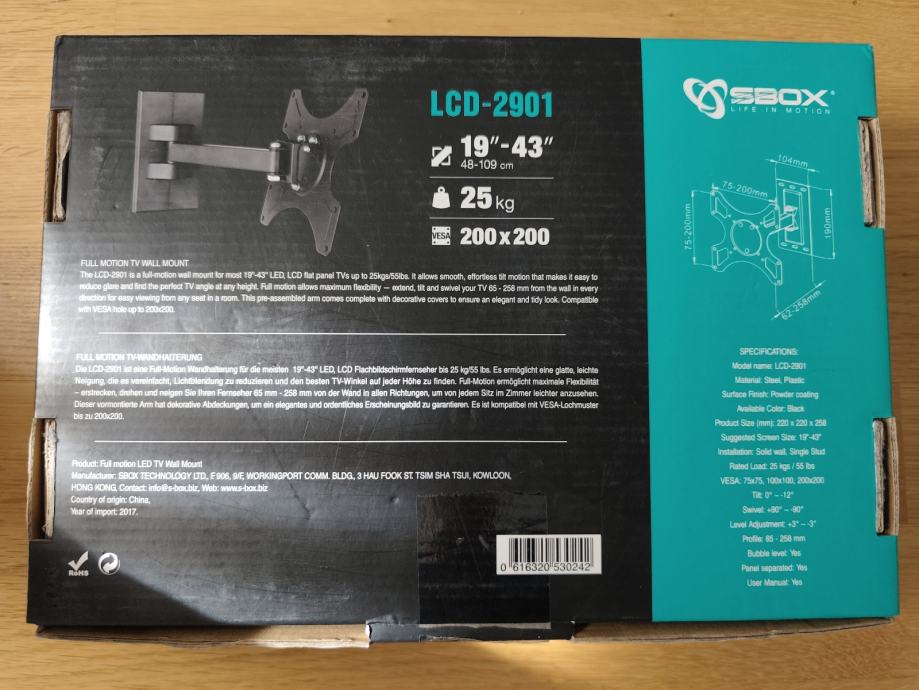 LCD-2901
19"-43"
48-109 cm
25 kg
VESA
200 x 200
FULL MOTION TV WALL MOUNT
The LCD-2901 is a full-motion wall mount for most 19"-43" LED, LCD flat panel TVs up to 25kgs/55lbs. It allows smooth, effortless tilt motion that makes it easy to
reduce glare and find the perfect TV angle at any height. Full motion allows maximum flexibility – extend, tilt and swivel your TV 65 - 258 mm from the wall in every
direction for easy viewing from any seat in a room. This pre-assembled arm comes complete with decorative covers to ensure an elegant and tidy look. Compatible
with VESA hole up to 200x200.
FULL MOTION TV-WANDHALTERUNG
Die LCD-2901 ist eine Full-Motion Wandhalterung für die meisten 19"-43" LED, LCD Flachbildschirmfernseher bis 25 kg/55 lbs. Es ermöglicht eine glatte, leichte
Neigung, die es vereinfacht, Lichtblendung zu reduzieren und den besten TV-Winkel auf jeder Höhe zu finden. Full-Motion ermöglicht maximale Flexibilität
– erstrecken, drehen und neigen Sie Ihren Fernseher 65 mm - 258 mm von der Wand in allen Richtungen, um von jedem Sitz im Zimmer leichter anzusehen.
Dieser vormontierte Arm hat dekorative Abdeckungen, um ein elegantes und ordentliches Erscheinungsbild zu garantieren. Es ist kompatibel mit VESA-Lochmuster
bis zu 200x200.
Product: Full motion LED TV Wall Mount
Manufacturer: SBOX TECHNOLOGY LTD., F 906, 9/F, WORKINGPORT COMM. BLDG., 3 HAU FOOK ST. TSIM SHA TSUI, KOWLOON,
HONG KONG, Contact: info@s-box.biz, Web: www.s-box.biz
Country of origin: China,
Year of import: 2017.
RoHS
0 616320 530242
SBOX®
LIFE IN MOTION
104mm
75-200mm
75-200mm
190mm
62-258mm
SPECIFICATIONS:
Model name: LCD-2901
Material: Steel, Plastic
Surface Finish: Powder coating
Available Color: Black
Product Size (mm): 220 x 220 x 258
Suggested Screen Size: 19"-43"
Installation: Solid wall, Single Stud
Rated Load: 25 kgs / 55 lbs
VESA: 75x75, 100x100, 200x200
Tilt: 0° ~ -12°
Swivel: +90° ~ -90°
Level Adjustment: +3° ~ -3°
Profile: 65 - 258 mm
Bubble level: Yes
Panel separated: Yes
User Manual: Yes